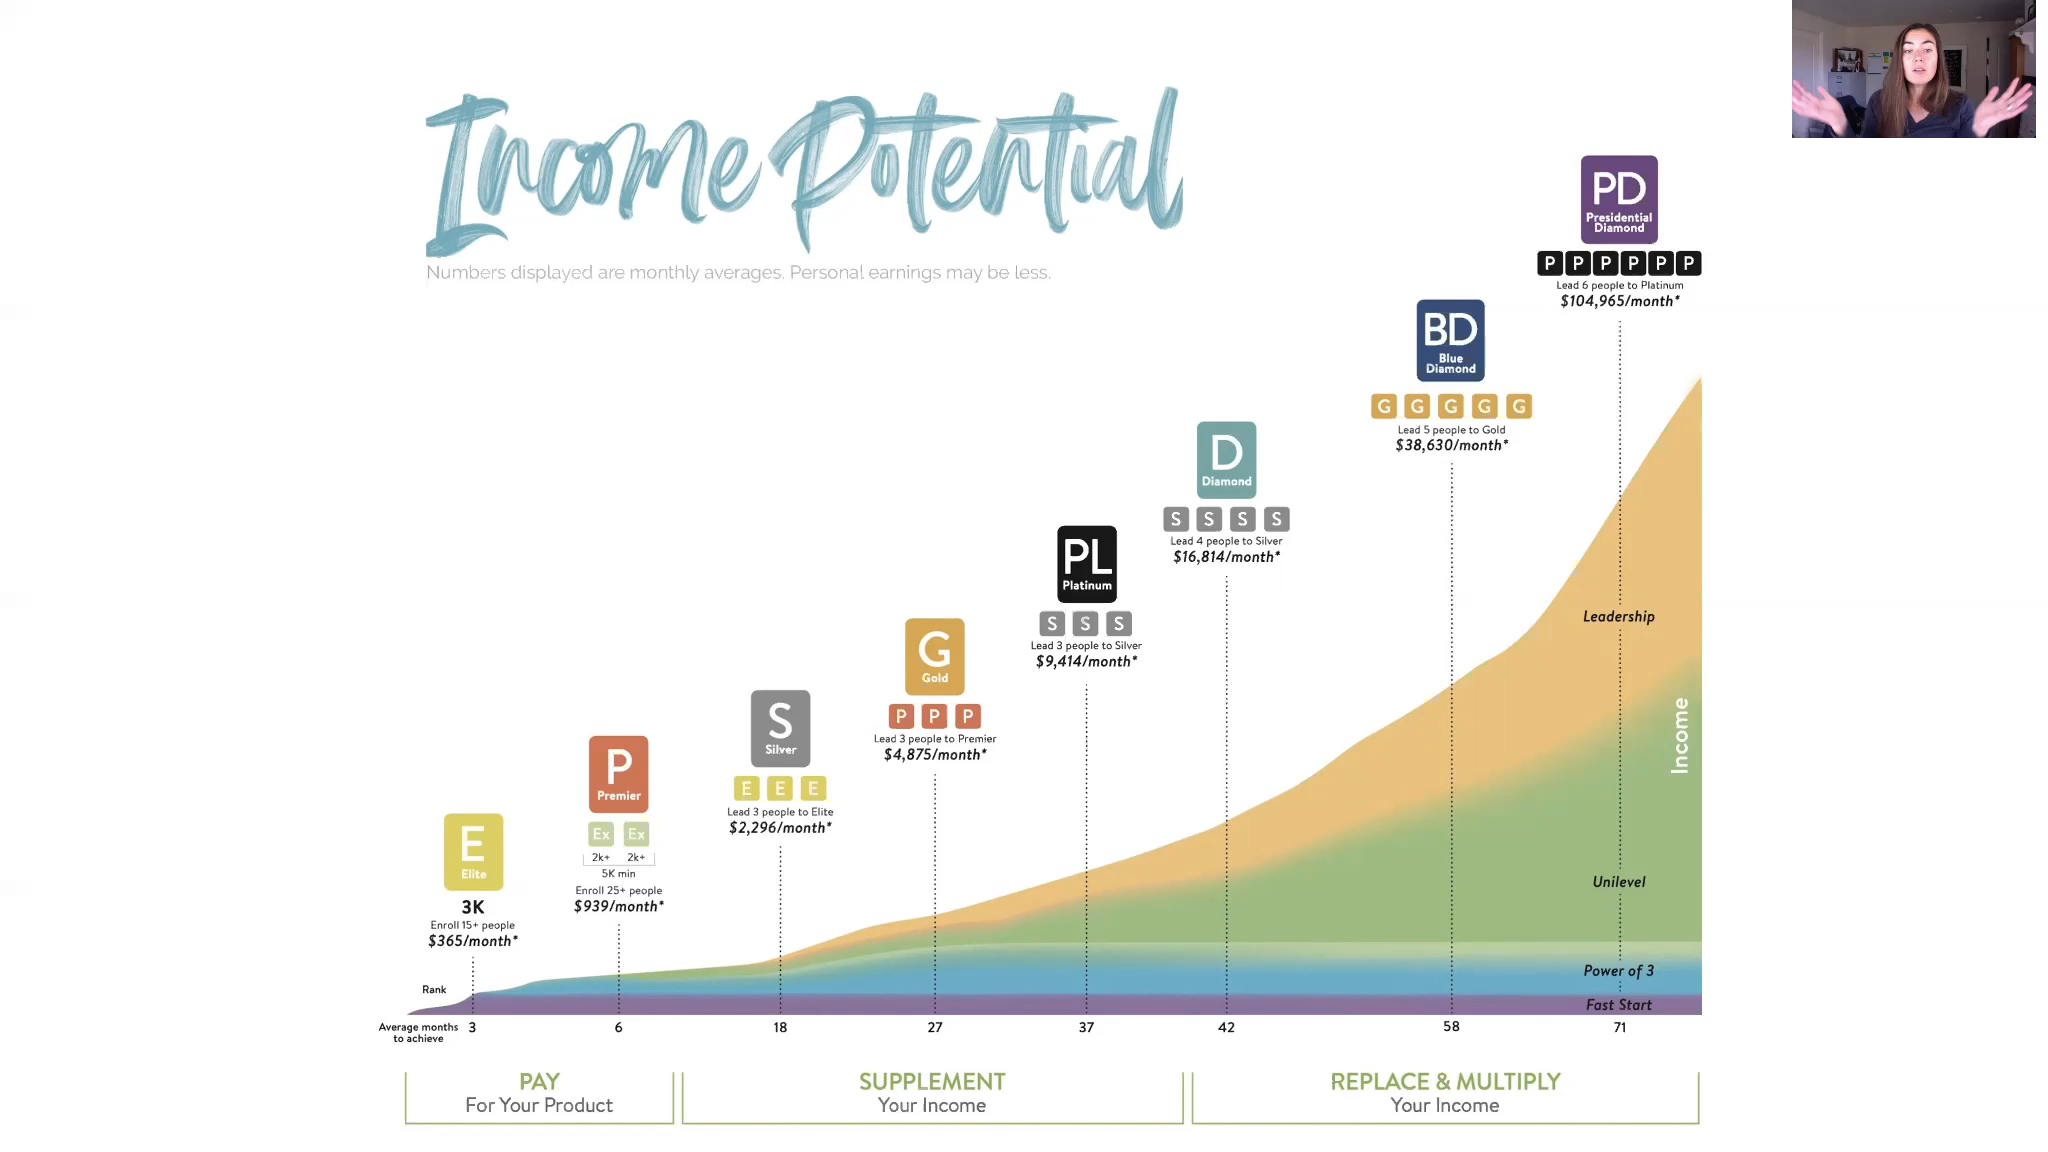 Income Potential
Numbers displayed are monthly averages. Personal earnings may be less.
PD
Presidential
Diamond
P P P P P P
Lead 6 people to Platinum
$104,965/month*
BD
Blue
Diamond
G G G G G
Lead 5 people to Gold
$38,630/month*
D
Diamond
S S S S
Lead 4 people to Silver
$16,814/month*
PL
Platinum
S S S
Lead 3 people to Silver
$9,414/month*
G
Gold
P P P
Lead 3 people to Premier
$4,875/month*
S
Silver
E E E
Lead 3 people to Elite
$2,296/month*
P
Premier
Ex Ex
2k+ 2k+
5K min
Enroll 25+ people
$939/month*
E
Elite
3K
Enroll 15+ people
$365/month*
Leadership
Income
Unilevel
Power of 3
Fast Start
Rank
Average months
to achieve
3 6 18 27 37 42 58 71
PAY
For Your Product
SUPPLEMENT
Your Income
REPLACE & MULTIPLY
Your Income